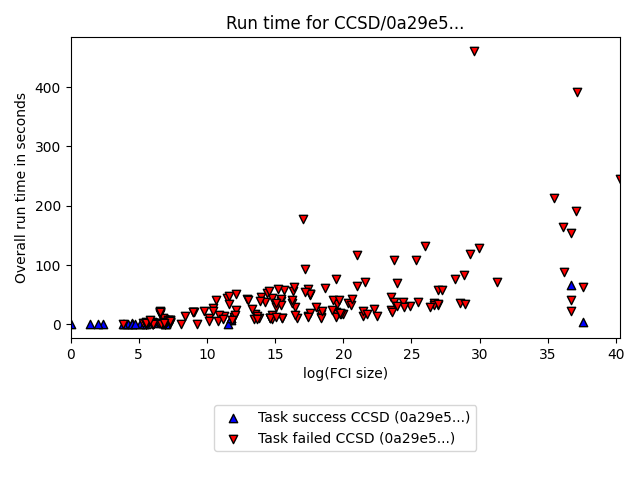 Run time for CCSD/0a29e5...
Overall run time in seconds
400
300
200
100
0
0 5 10 15 20 25 30 35 40
log(FCI size)
Task success CCSD (0a29e5...)
Task failed CCSD (0a29e5...)